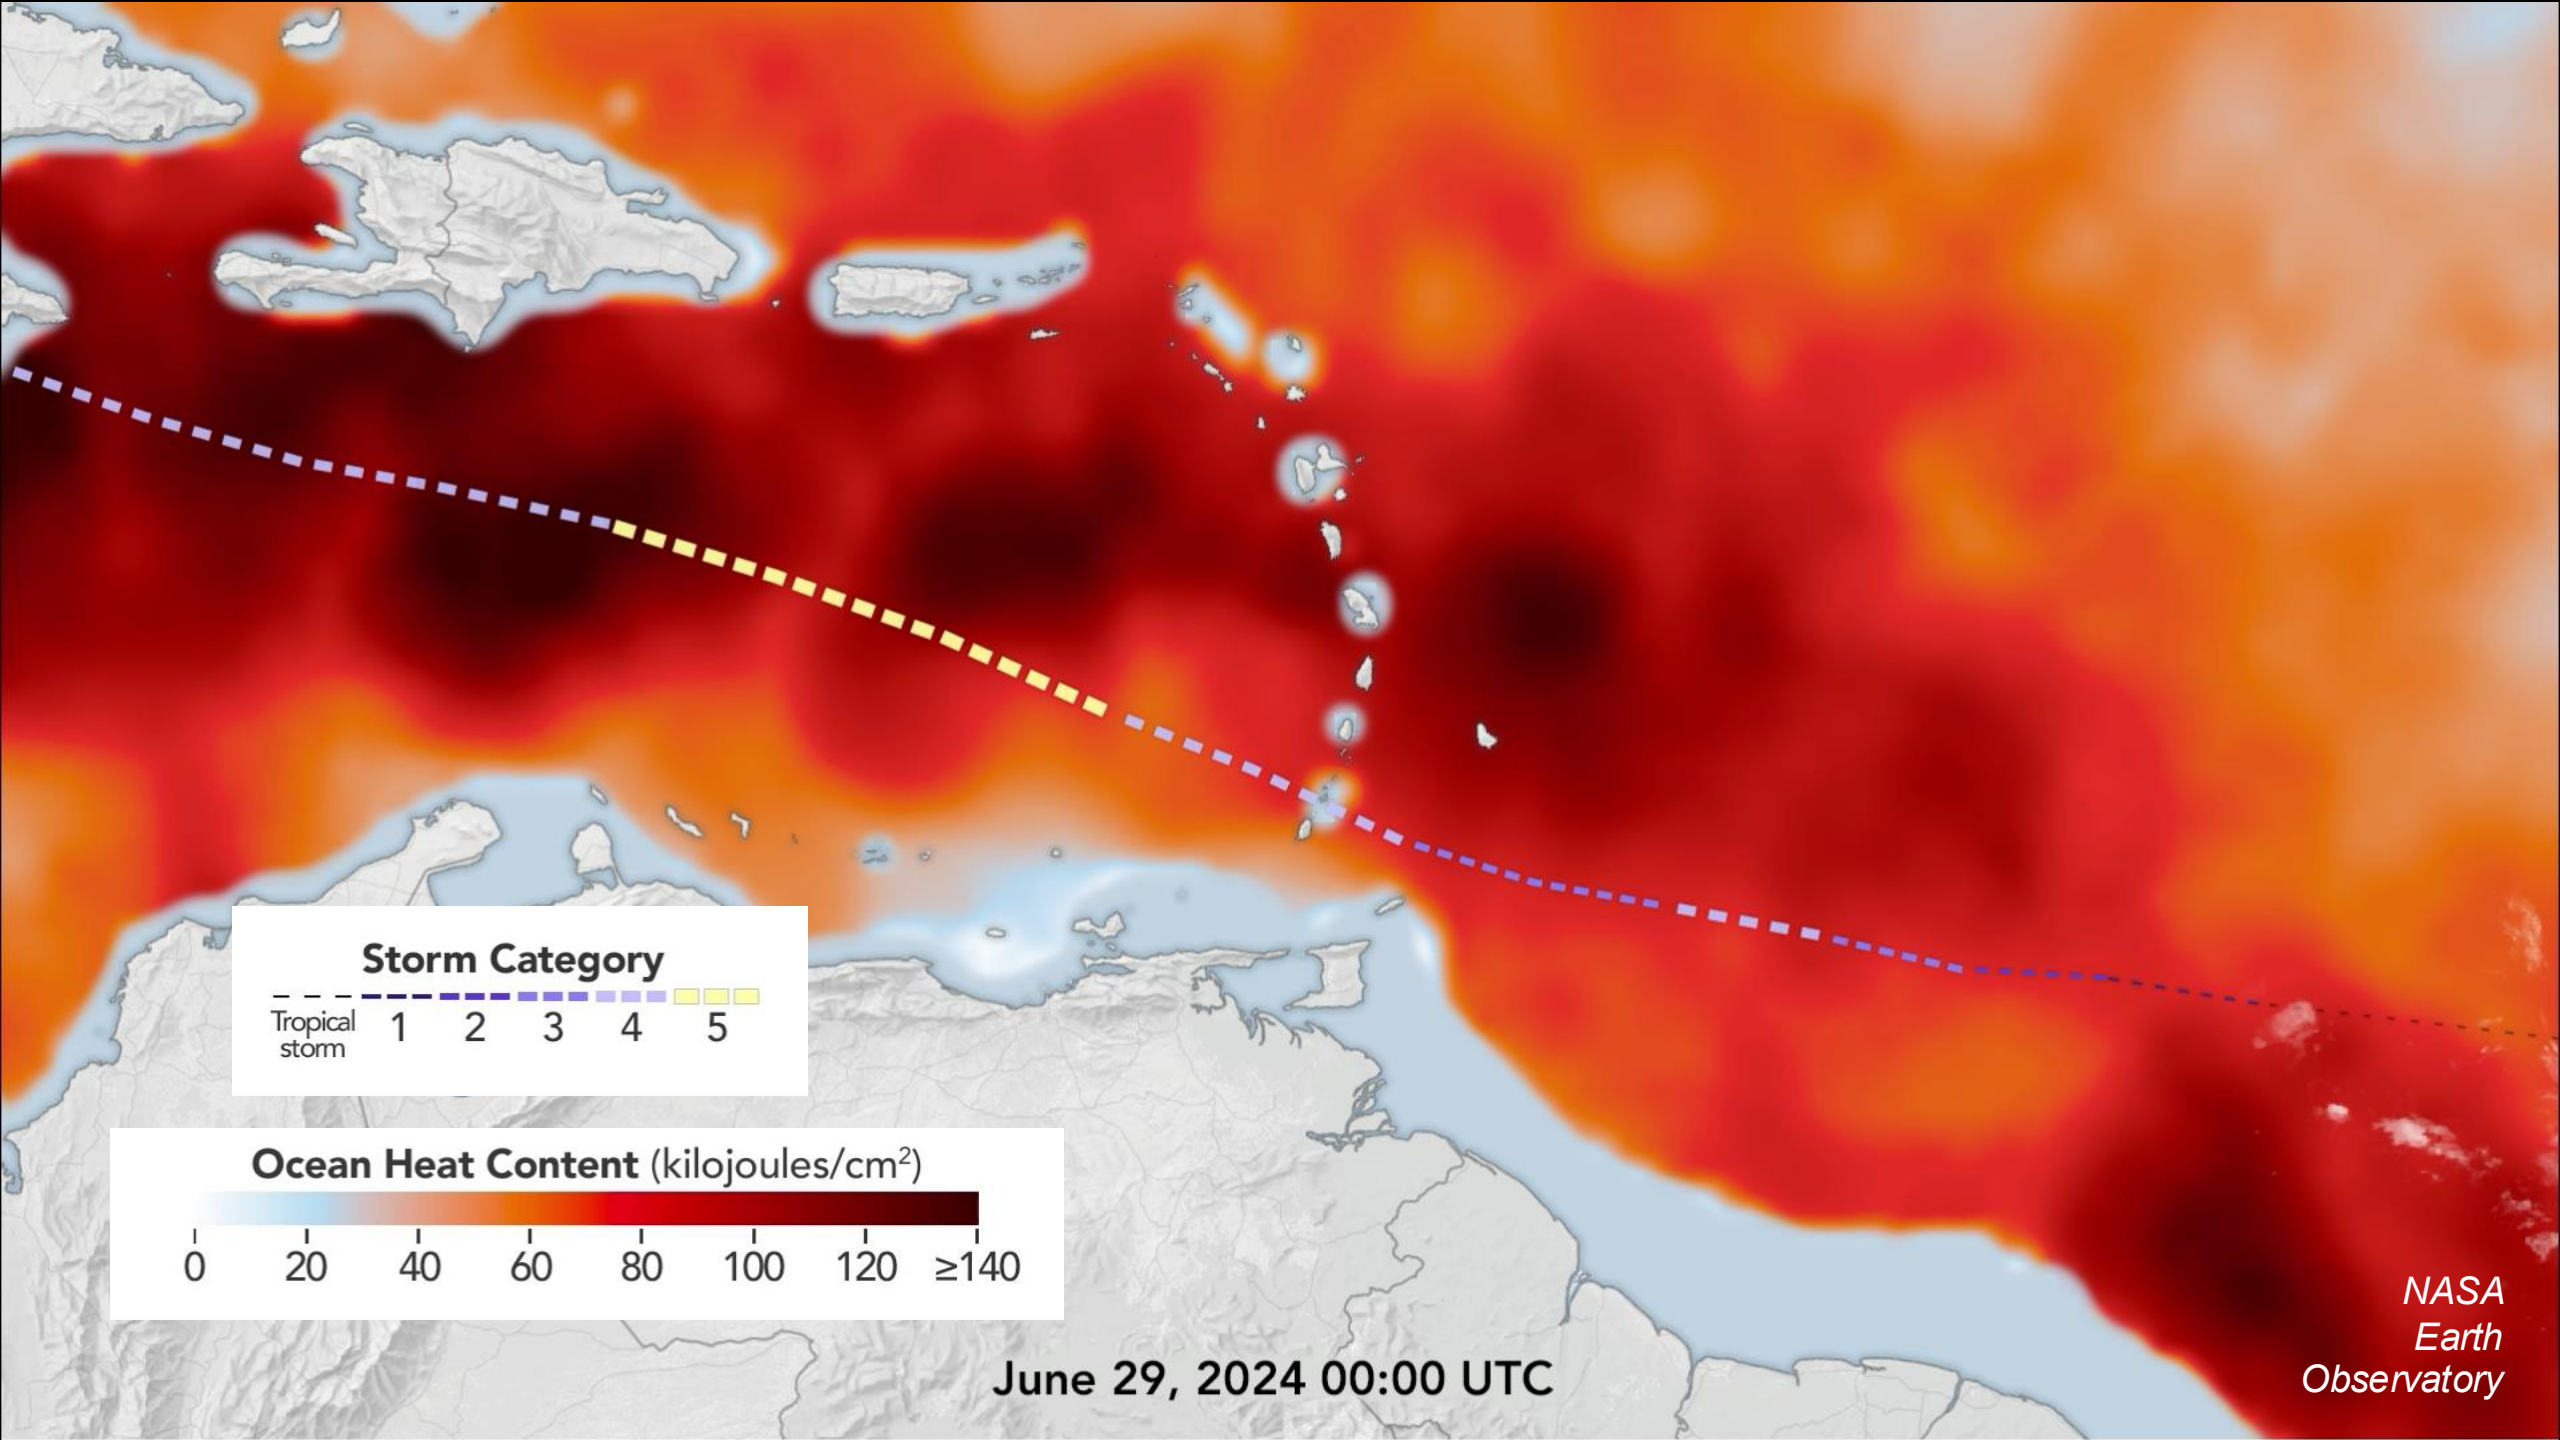 Storm Category
Tropical
storm
1 2 3 4 5
Ocean Heat Content (kilojoules/cm²)
0 20 40 60 80 100 120 ≥140
June 29, 2024 00:00 UTC
NASA
Earth
Observatory